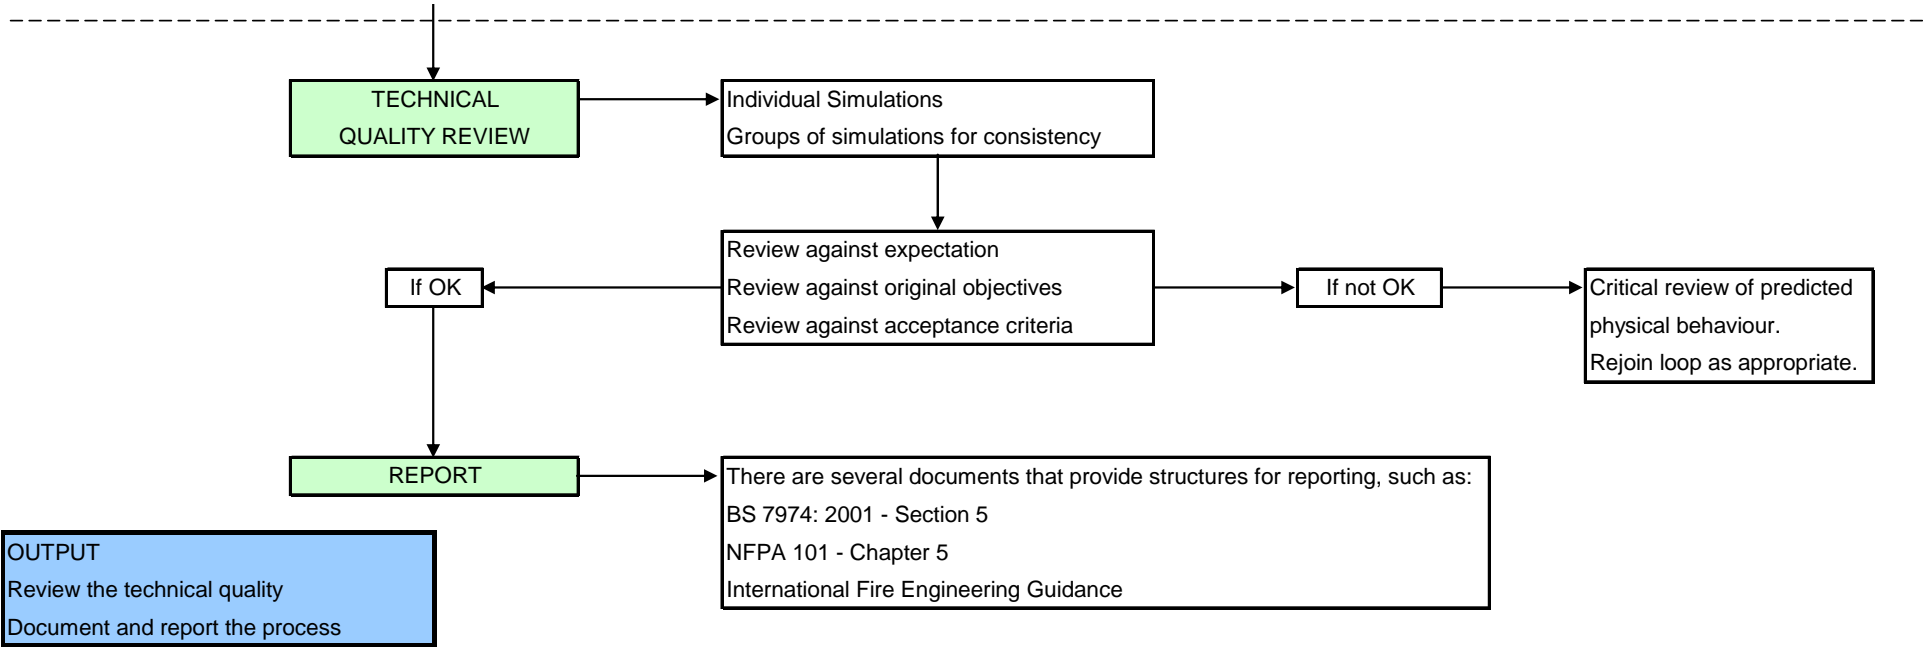 TECHNICAL
QUALITY REVIEW
Individual Simulations
Groups of simulations for consistency
Review against expectation
Review against original objectives
Review against acceptance criteria
If OK
If not OK
Critical review of predicted
physical behaviour.
Rejoin loop as appropriate.
REPORT
There are several documents that provide structures for reporting, such as:
BS 7974: 2001 - Section 5
NFPA 101 - Chapter 5
International Fire Engineering Guidance
OUTPUT
Review the technical quality
Document and report the process